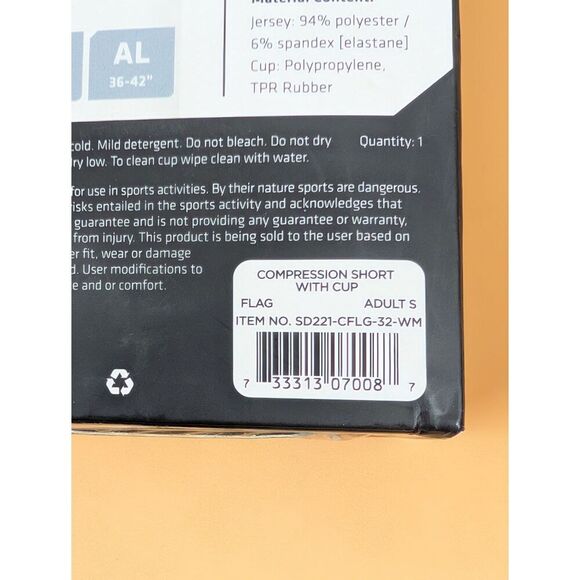 Material Content:
Jersey: 94% polyester /
6% spandex [elastane]
Cup: Polypropylene,
TPR Rubber
AL
36-42"
cold. Mild detergent. Do not bleach. Do not dry
dry low. To clean cup wipe clean with water.
Quantity: 1
for use in sports activities. By their nature sports are dangerous.
risks entailed in the sports activity and acknowledges that
guarantee and is not providing any guarantee or warranty,
from injury. This product is being sold to the user based on
er fit, wear or damage
d. User modifications to
e and or comfort.
COMPRESSION SHORT
WITH CUP
FLAG ADULT S
ITEM NO. SD221-CFLG-32-WM
7 33313 07008 7